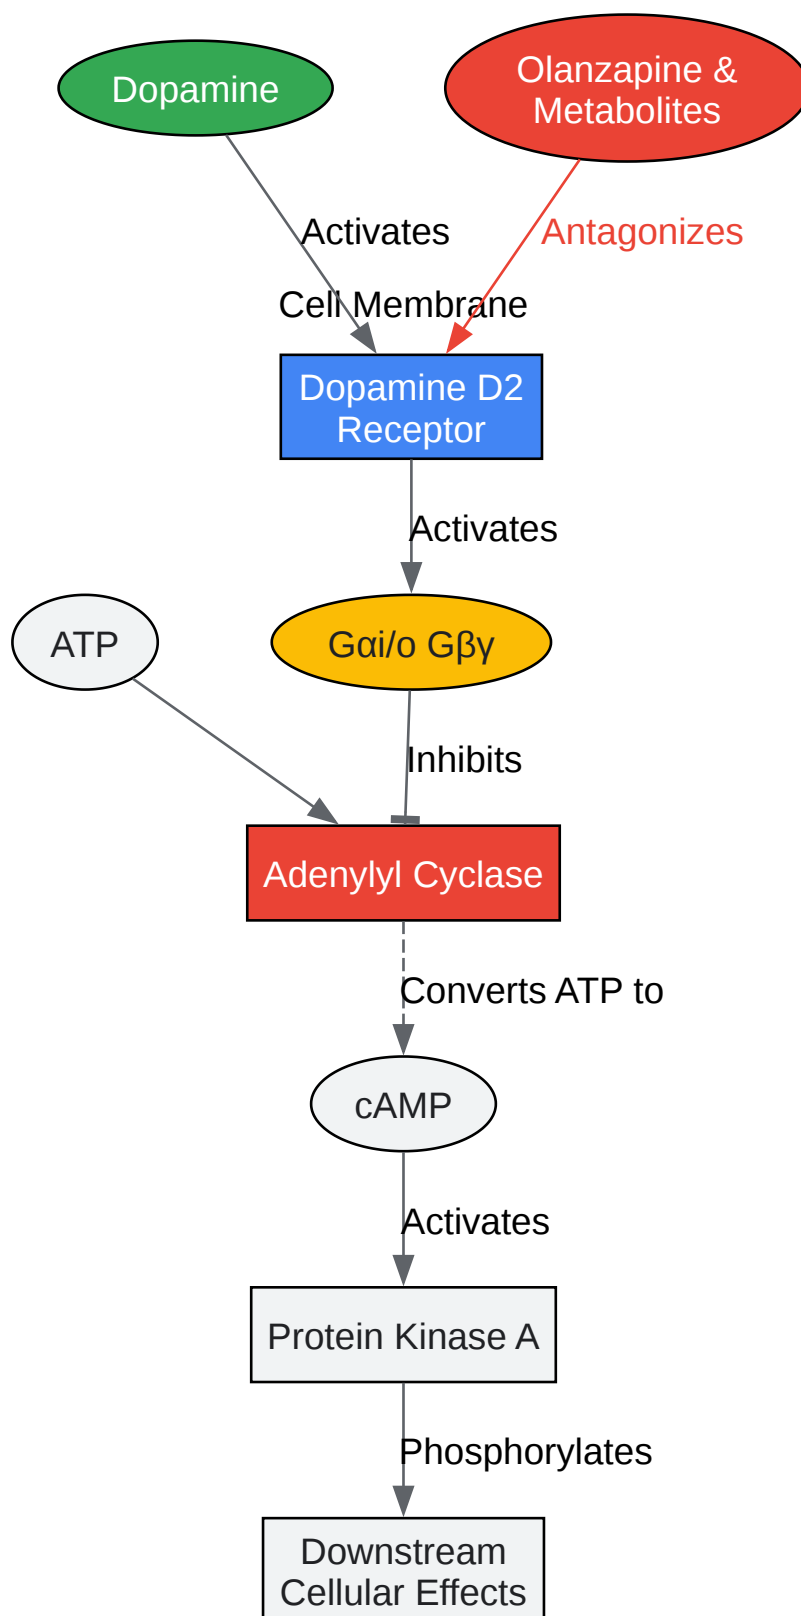 Dopamine
Olanzapine &
Metabolites
Activates
Antagonizes
Cell Membrane
Dopamine D2
Receptor
Activates
ATP
Gαi/o Gβγ
Inhibits
Adenylyl Cyclase
Converts ATP to
cAMP
Activates
Protein Kinase A
Phosphorylates
Downstream
Cellular Effects